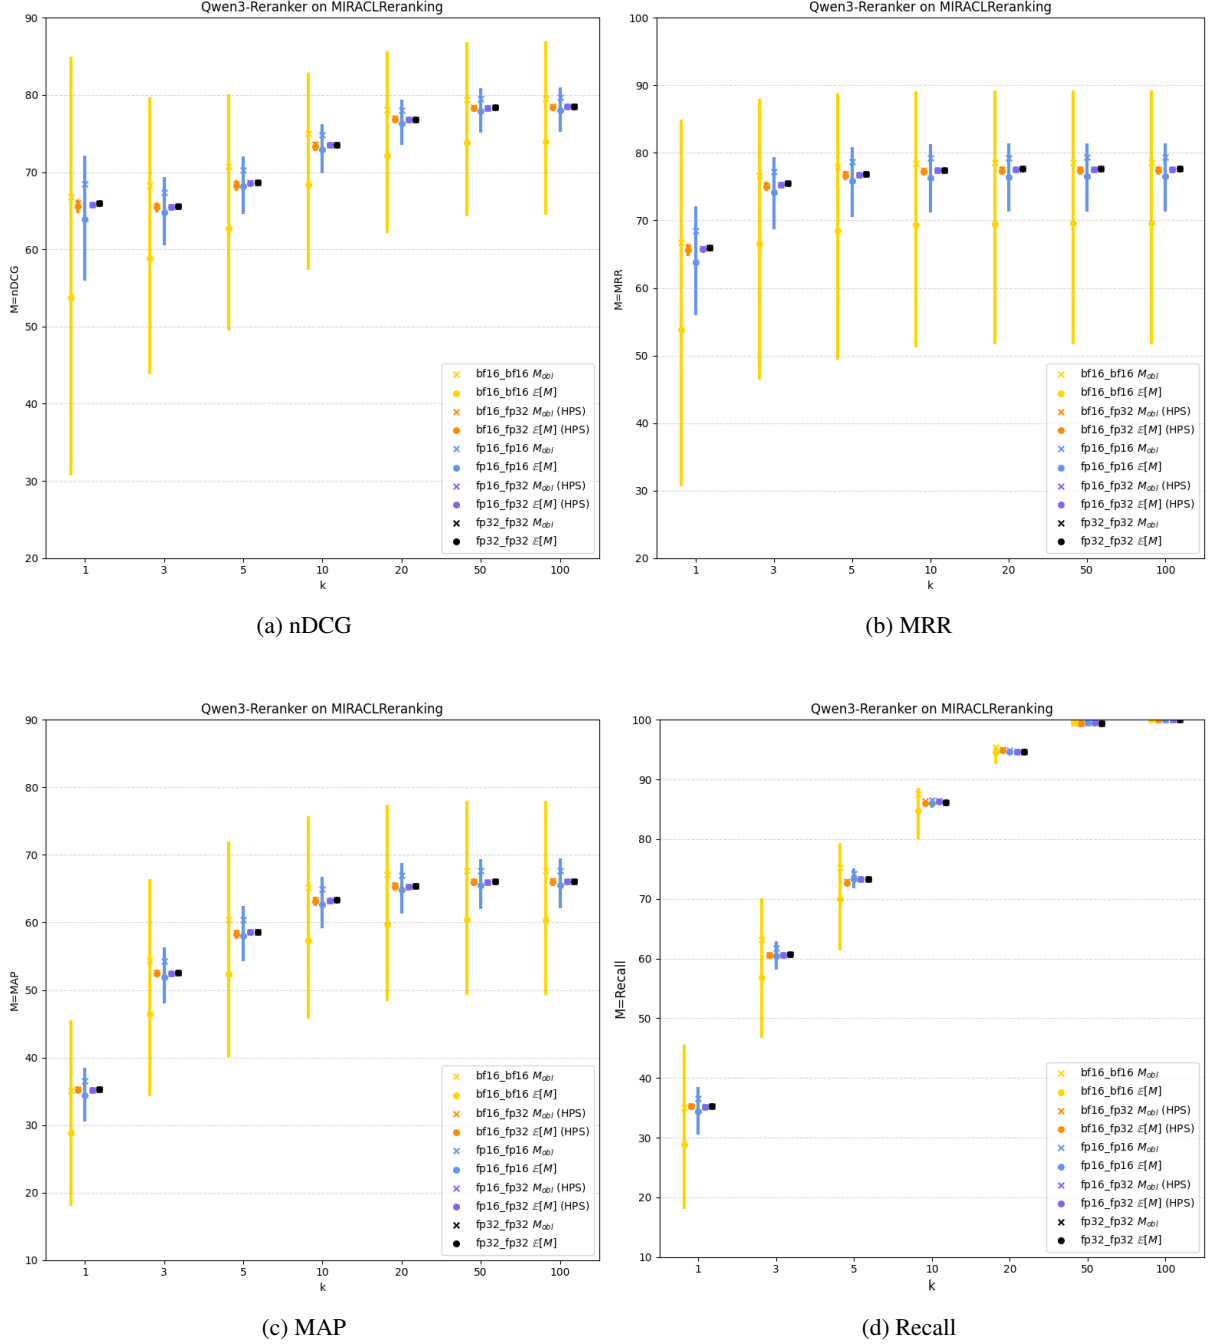 Qwen3-Reranker on MIRACLReranking
90
80
70
60
50
40
30
20
M=nDCG
1 3 5 10 20 50 100
k
bf16_bf16 M_obl
bf16_bf16 𝔼[M]
bf16_fp32 M_obl (HPS)
bf16_fp32 𝔼[M] (HPS)
fp16_fp16 M_obl
fp16_fp16 𝔼[M]
fp16_fp32 M_obl (HPS)
fp16_fp32 𝔼[M] (HPS)
fp32_fp32 M_obl
fp32_fp32 𝔼[M]
(a) nDCG
Qwen3-Reranker on MIRACLReranking
100
90
80
70
60
50
40
30
20
M=MRR
1 3 5 10 20 50 100
k
bf16_bf16 M_obl
bf16_bf16 𝔼[M]
bf16_fp32 M_obl (HPS)
bf16_fp32 𝔼[M] (HPS)
fp16_fp16 M_obl
fp16_fp16 𝔼[M]
fp16_fp32 M_obl (HPS)
fp16_fp32 𝔼[M] (HPS)
fp32_fp32 M_obl
fp32_fp32 𝔼[M]
(b) MRR
Qwen3-Reranker on MIRACLReranking
90
80
70
60
50
40
30
20
10
M=MAP
1 3 5 10 20 50 100
k
bf16_bf16 M_obl
bf16_bf16 𝔼[M]
bf16_fp32 M_obl (HPS)
bf16_fp32 𝔼[M] (HPS)
fp16_fp16 M_obl
fp16_fp16 𝔼[M]
fp16_fp32 M_obl (HPS)
fp16_fp32 𝔼[M] (HPS)
fp32_fp32 M_obl
fp32_fp32 𝔼[M]
(c) MAP
Qwen3-Reranker on MIRACLReranking
100
90
80
70
60
50
40
30
20
10
M=Recall
1 3 5 10 20 50 100
k
bf16_bf16 M_obl
bf16_bf16 𝔼[M]
bf16_fp32 M_obl (HPS)
bf16_fp32 𝔼[M] (HPS)
fp16_fp16 M_obl
fp16_fp16 𝔼[M]
fp16_fp32 M_obl (HPS)
fp16_fp32 𝔼[M] (HPS)
fp32_fp32 M_obl
fp32_fp32 𝔼[M]
(d) Recall